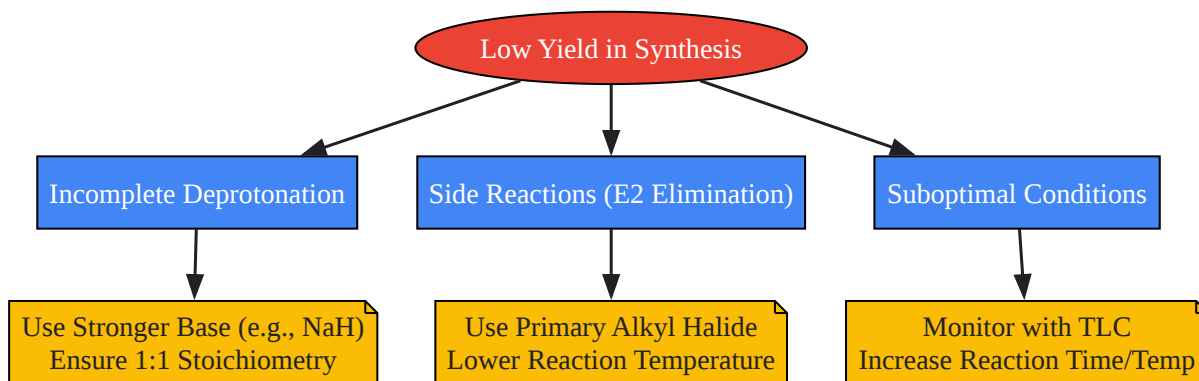 Low Yield in Synthesis
Incomplete Deprotonation
Side Reactions (E2 Elimination)
Suboptimal Conditions
Use Stronger Base (e.g., NaH)
Ensure 1:1 Stoichiometry
Use Primary Alkyl Halide
Lower Reaction Temperature
Monitor with TLC
Increase Reaction Time/Temp